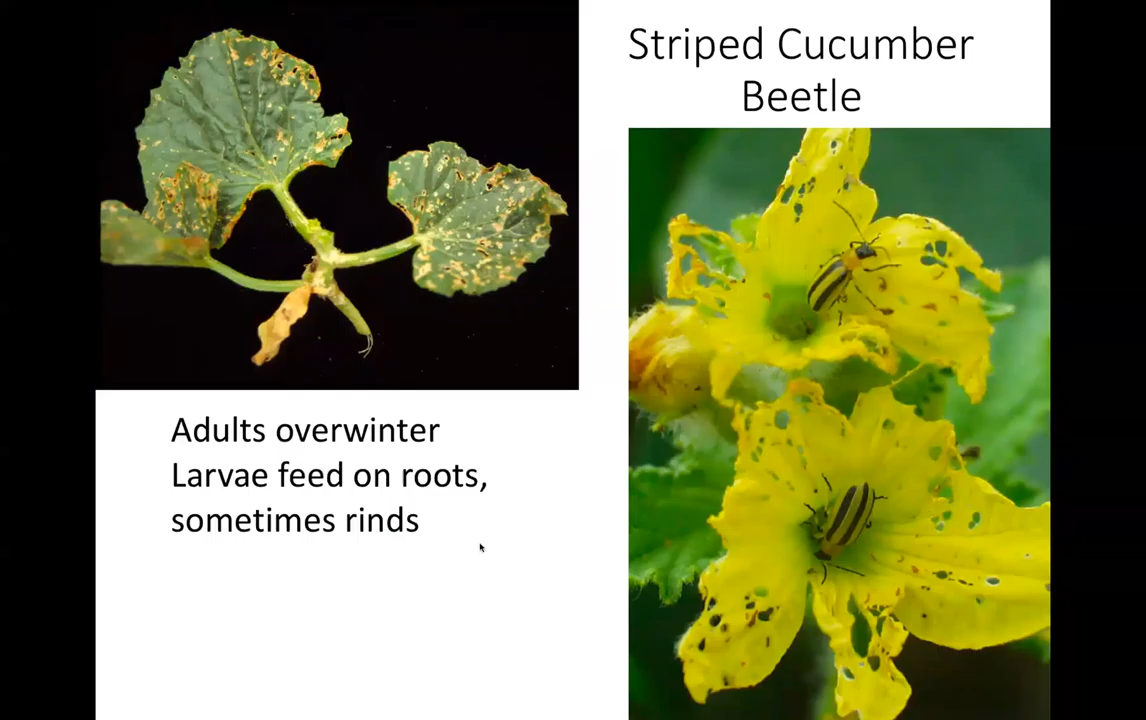 Striped Cucumber
Beetle
Adults overwinter
Larvae feed on roots,
sometimes rinds